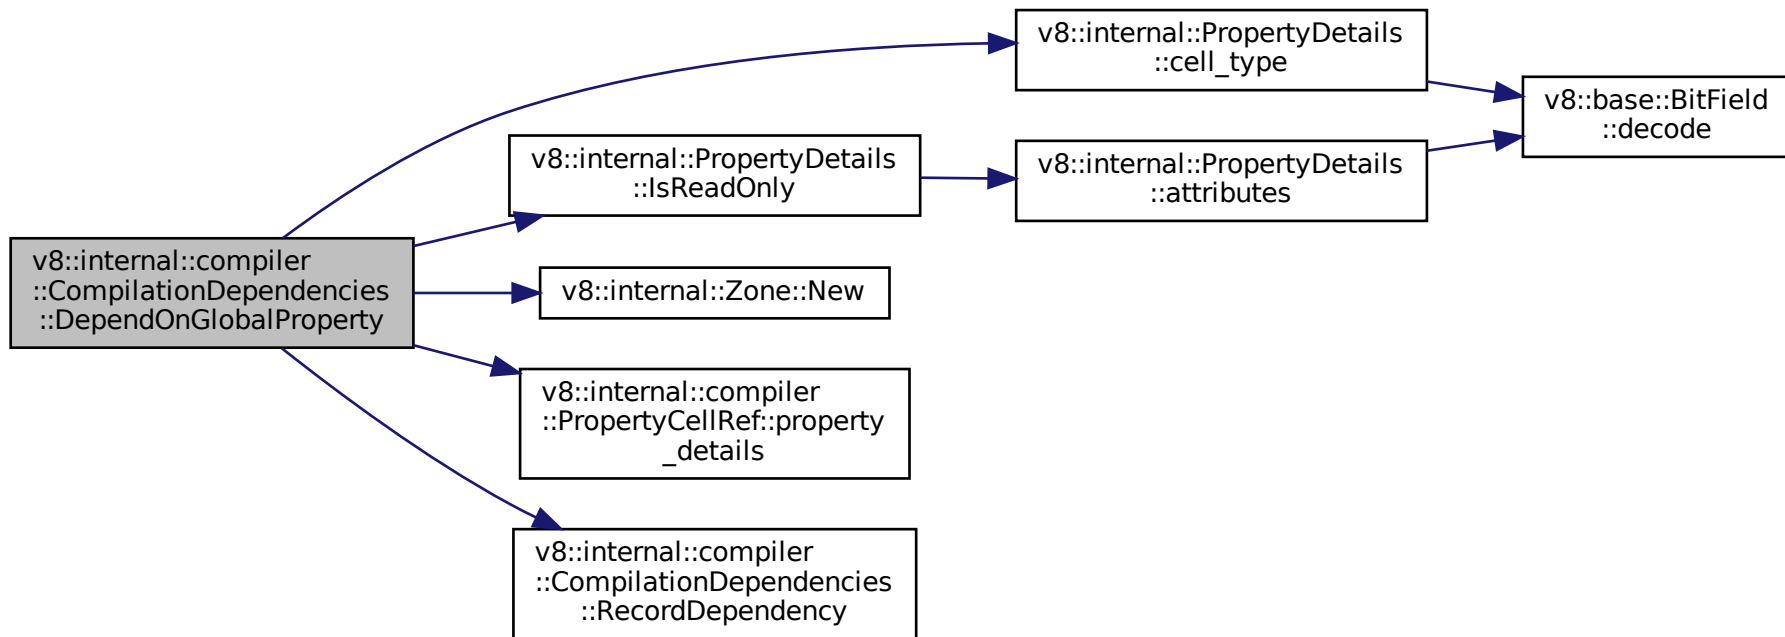 v8::internal::PropertyDetails
::cell_type
v8::base::BitField
::decode
v8::internal::PropertyDetails
::IsReadOnly
v8::internal::PropertyDetails
::attributes
v8::internal::compiler
::CompilationDependencies
::DependOnGlobalProperty
v8::internal::Zone::New
v8::internal::compiler
::PropertyCellRef::property
_details
v8::internal::compiler
::CompilationDependencies
::RecordDependency